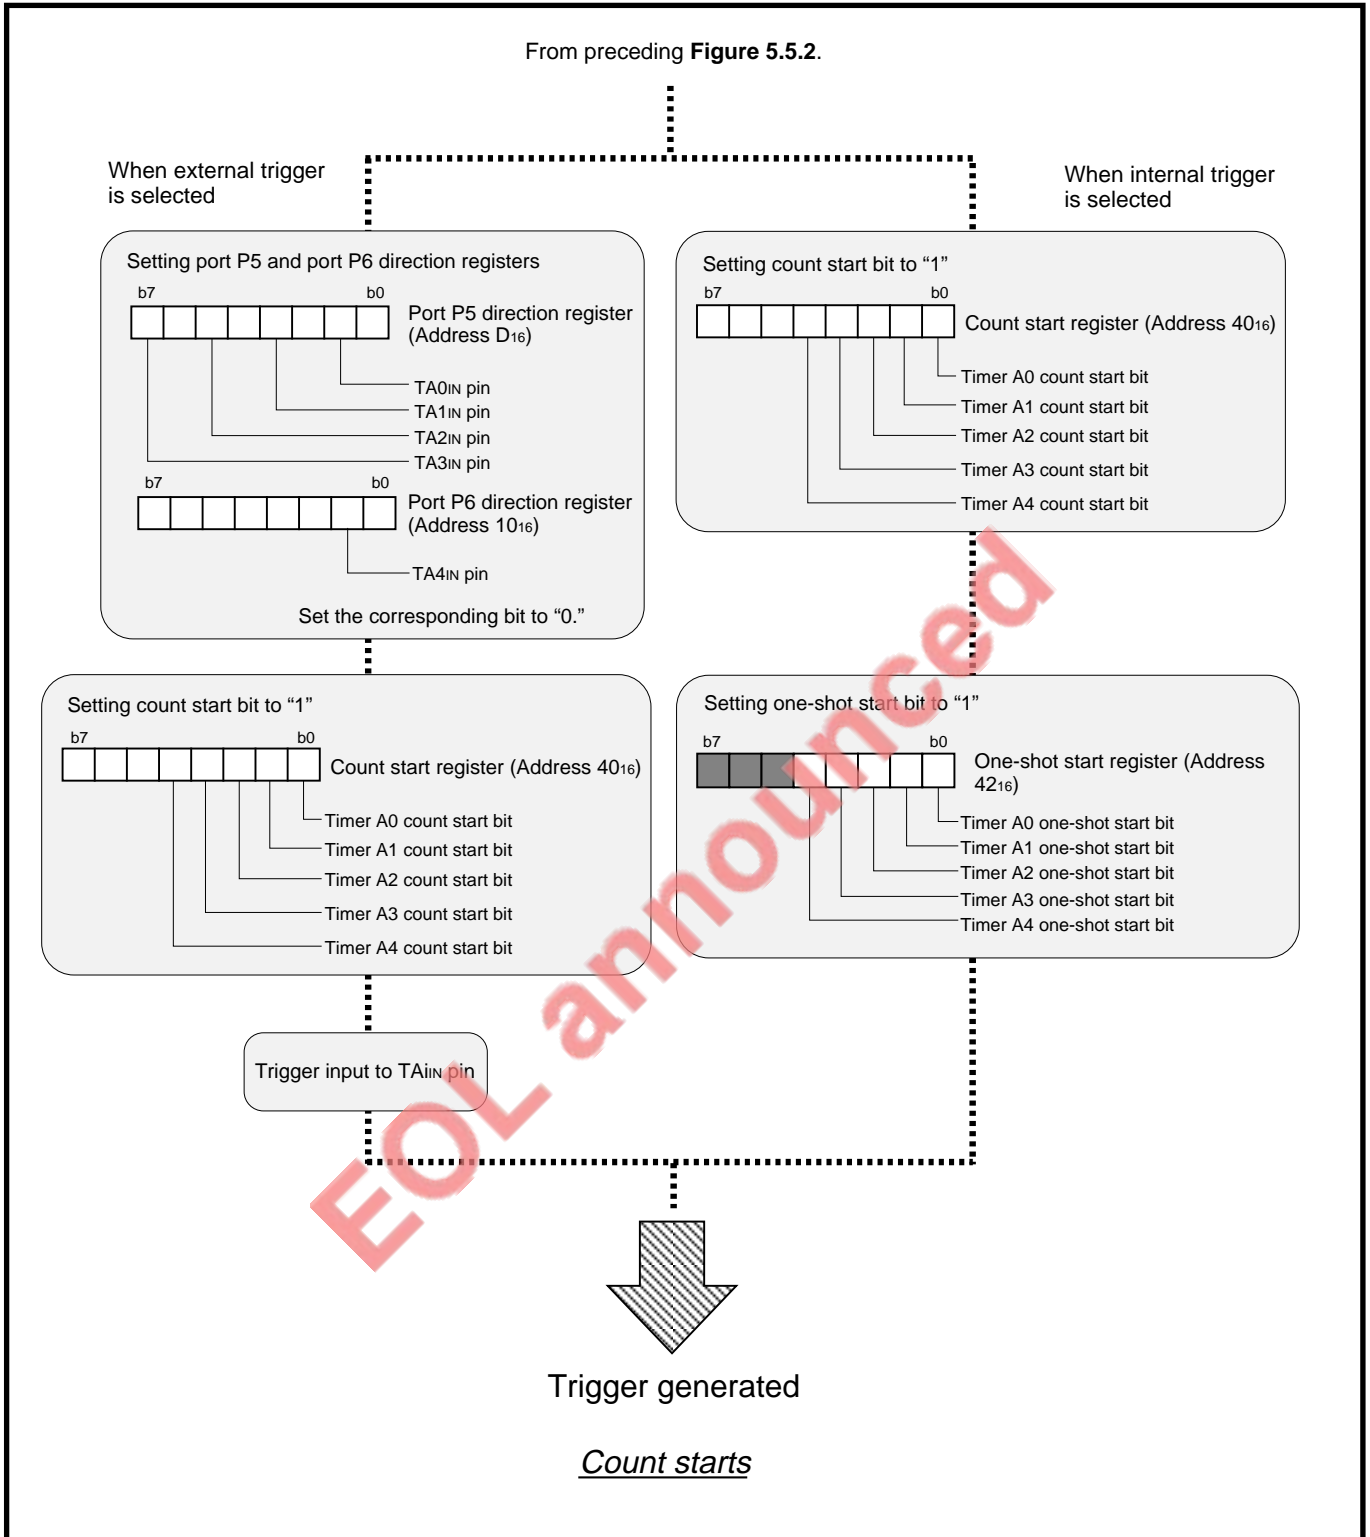 From preceding Figure 5.5.2.
When external trigger
is selected
When internal trigger
is selected
Setting port P5 and port P6 direction registers
b7 b0
Port P5 direction register
(Address D16)
TA0IN pin
TA1IN pin
TA2IN pin
TA3IN pin
b7 b0
Port P6 direction register
(Address 1016)
TA4IN pin
Set the corresponding bit to “0.”
Setting count start bit to “1”
b7 b0
Count start register (Address 4016)
Timer A0 count start bit
Timer A1 count start bit
Timer A2 count start bit
Timer A3 count start bit
Timer A4 count start bit
Trigger input to TAiIN pin
Setting count start bit to “1”
b7 b0
Count start register (Address 4016)
Timer A0 count start bit
Timer A1 count start bit
Timer A2 count start bit
Timer A3 count start bit
Timer A4 count start bit
Setting one-shot start bit to “1”
b7 b0
One-shot start register (Address
4216)
Timer A0 one-shot start bit
Timer A1 one-shot start bit
Timer A2 one-shot start bit
Timer A3 one-shot start bit
Timer A4 one-shot start bit
EOL announced
Trigger generated
Count starts